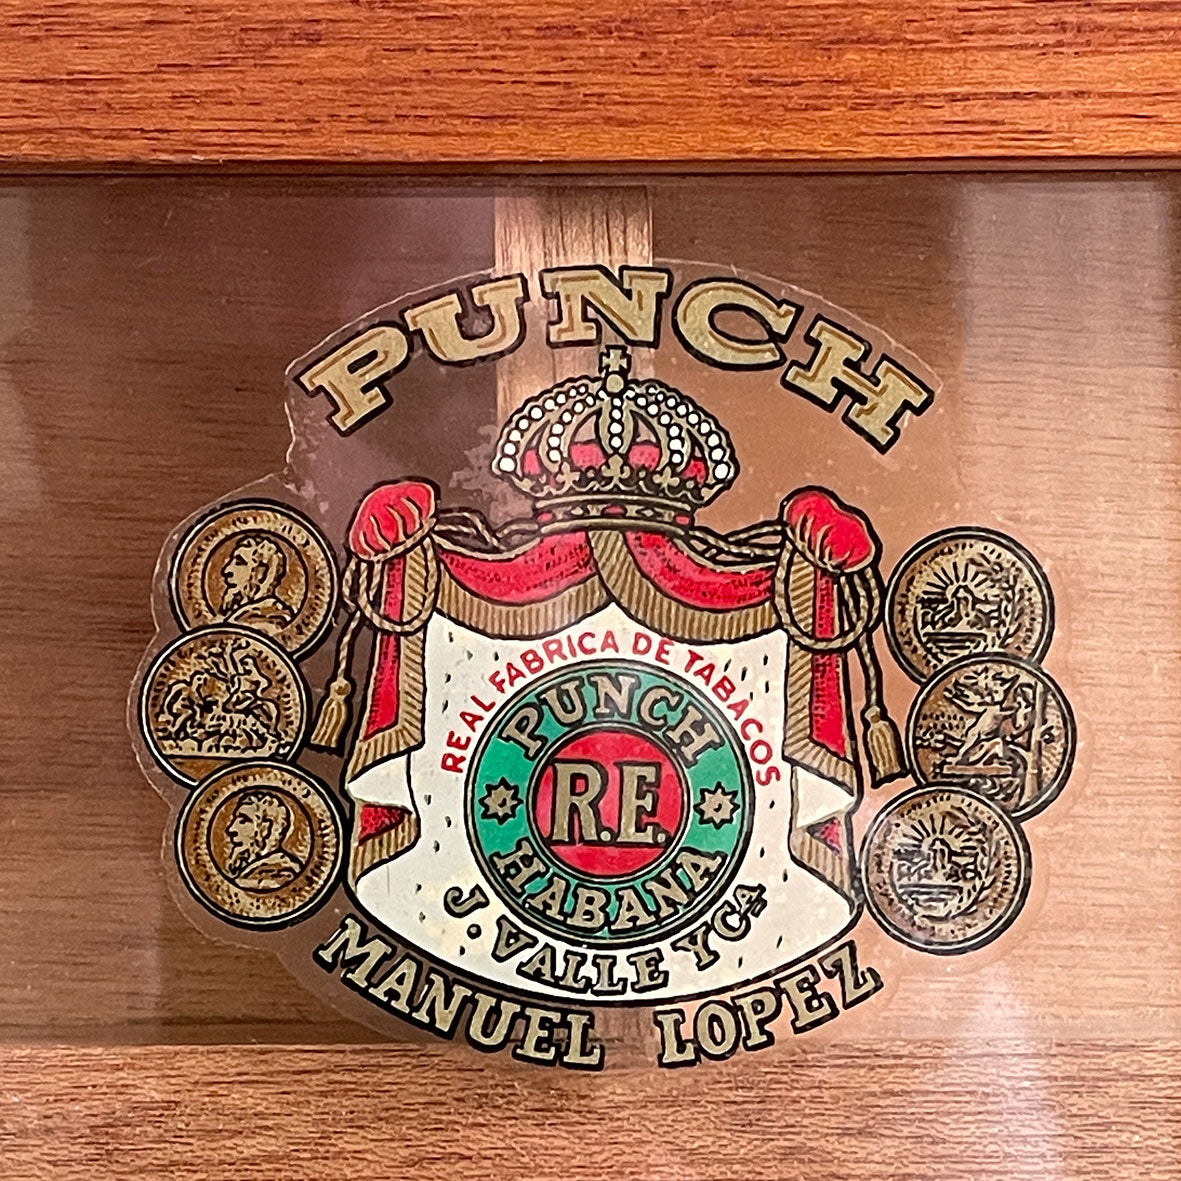 PUNCH
REAL FABRICA DE TABACOS
PUNCH
R.E.
HABANA
J. VALLE Y Cª
MANUEL LOPEZ